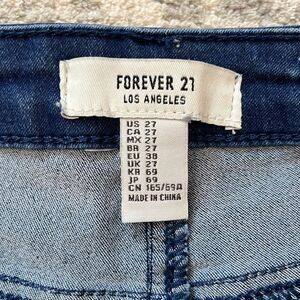 FOREVER 21
LOS ANGELES
US 27
CA 27
MX 27
BR 27
EU 38
UK 27
KR 69
JP 69
CN 165/69A
MADE IN CHINA